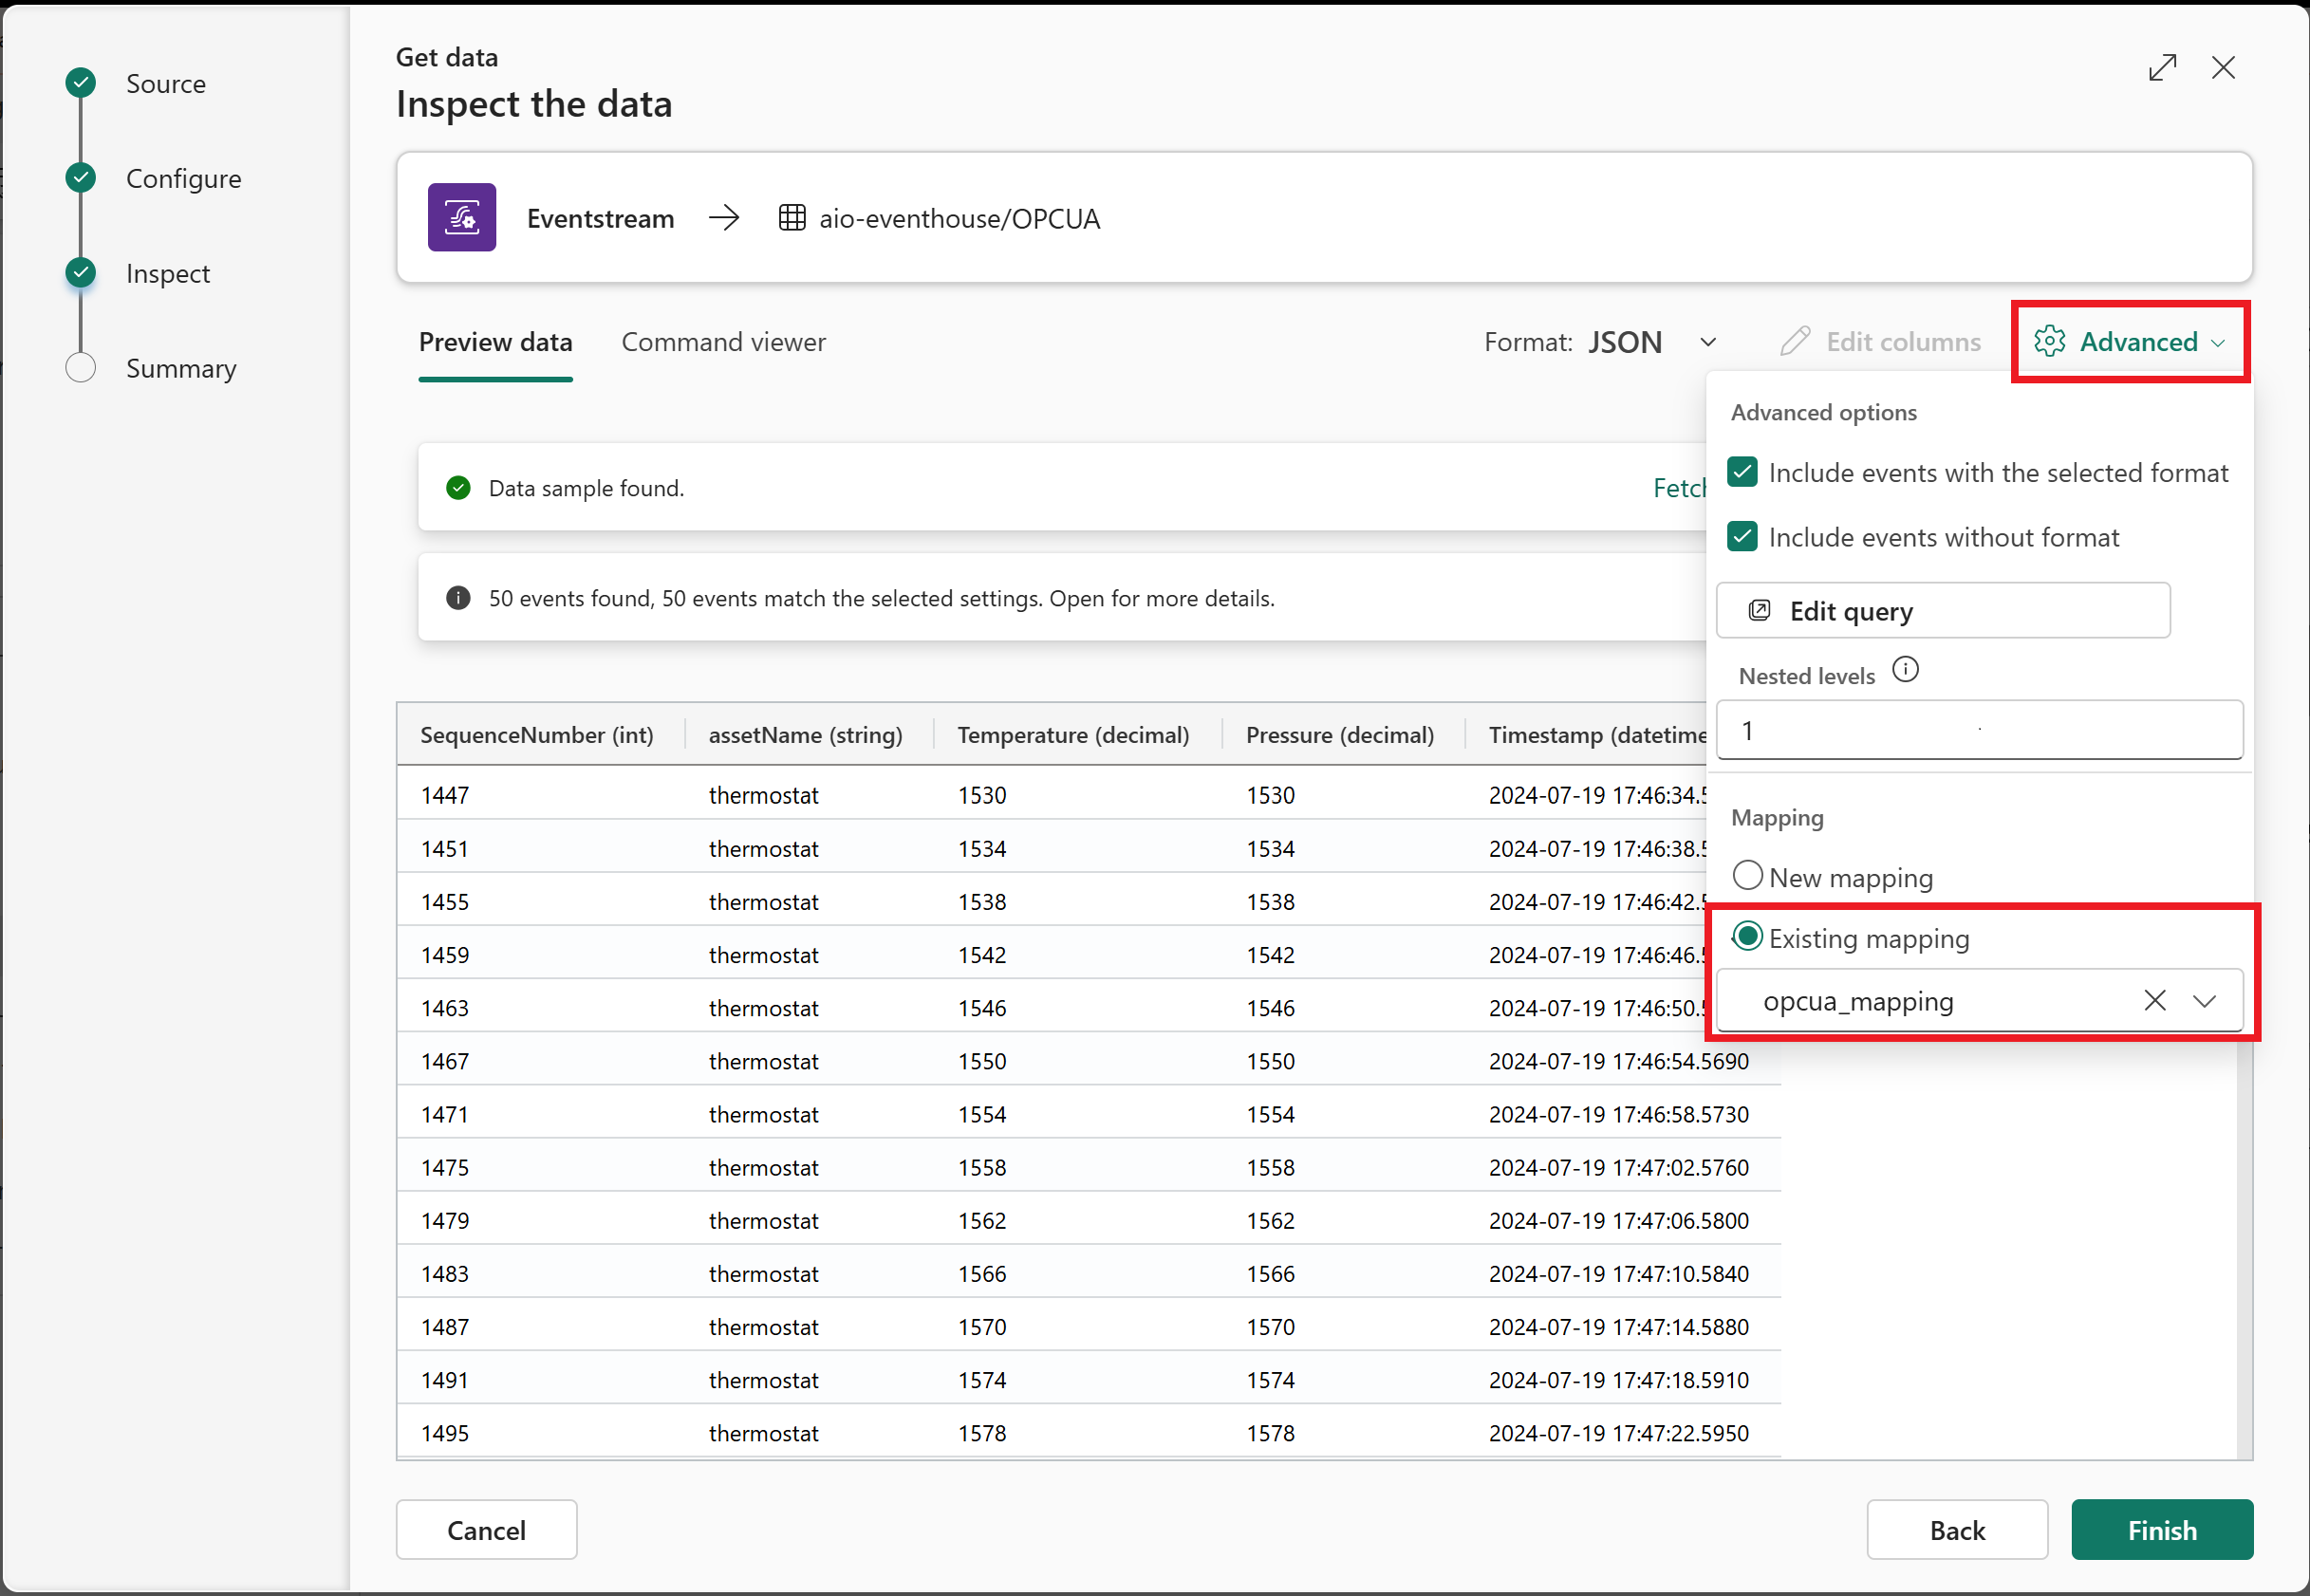 Source
Configure
Inspect
Summary
Get data
Inspect the data
Eventstream → aio-eventhouse/OPCUA
Preview data Command viewer Format: JSON Edit columns Advanced
Advanced options
Include events with the selected format
Include events without format
Edit query
Nested levels
1
Mapping
New mapping
Existing mapping
opcua_mapping
Data sample found.
50 events found, 50 events match the selected settings. Open for more details.
SequenceNumber (int) assetName (string) Temperature (decimal) Pressure (decimal) Timestamp
1447 thermostat 1530 1530 2024-07-19 17:46:34.5
1451 thermostat 1534 1534 2024-07-19 17:46:38.5
1455 thermostat 1538 1538 2024-07-19 17:46:42.5
1459 thermostat 1542 1542 2024-07-19 17:46:46.5
1463 thermostat 1546 1546 2024-07-19 17:46:50.5
1467 thermostat 1550 1550 2024-07-19 17:46:54.5690
1471 thermostat 1554 1554 2024-07-19 17:46:58.5730
1475 thermostat 1558 1558 2024-07-19 17:47:02.5760
1479 thermostat 1562 1562 2024-07-19 17:47:06.5800
1483 thermostat 1566 1566 2024-07-19 17:47:10.5840
1487 thermostat 1570 1570 2024-07-19 17:47:14.5880
1491 thermostat 1574 1574 2024-07-19 17:47:18.5910
1495 thermostat 1578 1578 2024-07-19 17:47:22.5950
Cancel Back Finish